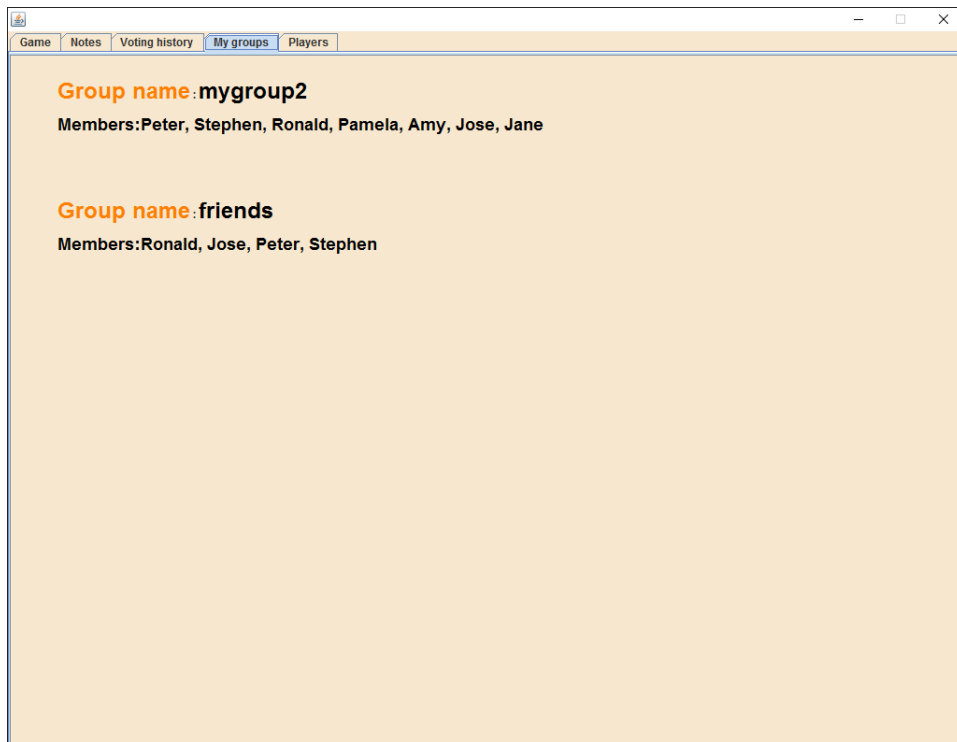 Game Notes Voting history My groups Players
Group name:mygroup2
Members:Peter, Stephen, Ronald, Pamela, Amy, Jose, Jane
Group name:friends
Members:Ronald, Jose, Peter, Stephen